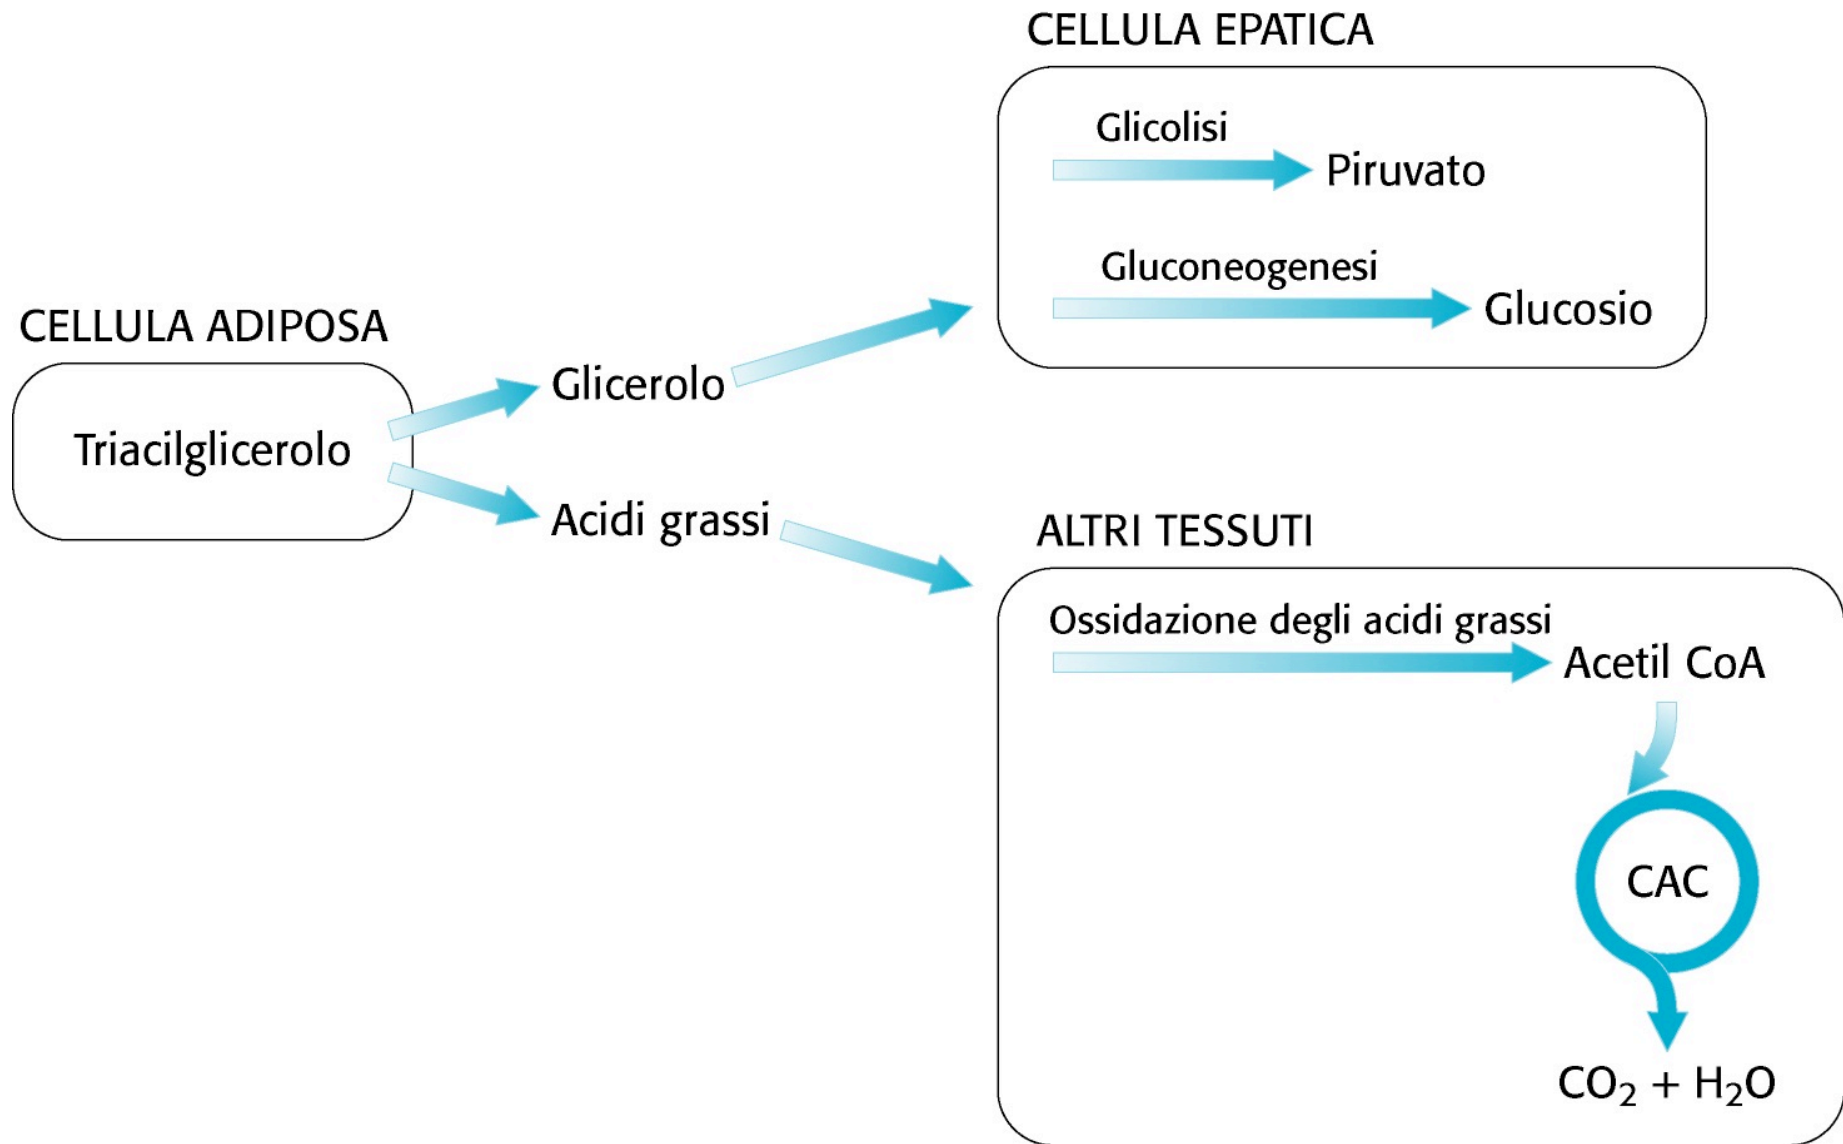 CELLULA EPATICA
Glicolisi
Piruvato
Gluconeogenesi
Glucosio
CELLULA ADIPOSA
Triacilglicerolo
Glicerolo
Acidi grassi
ALTRI TESSUTI
Ossidazione degli acidi grassi
Acetil CoA
CAC
CO₂ + H₂O